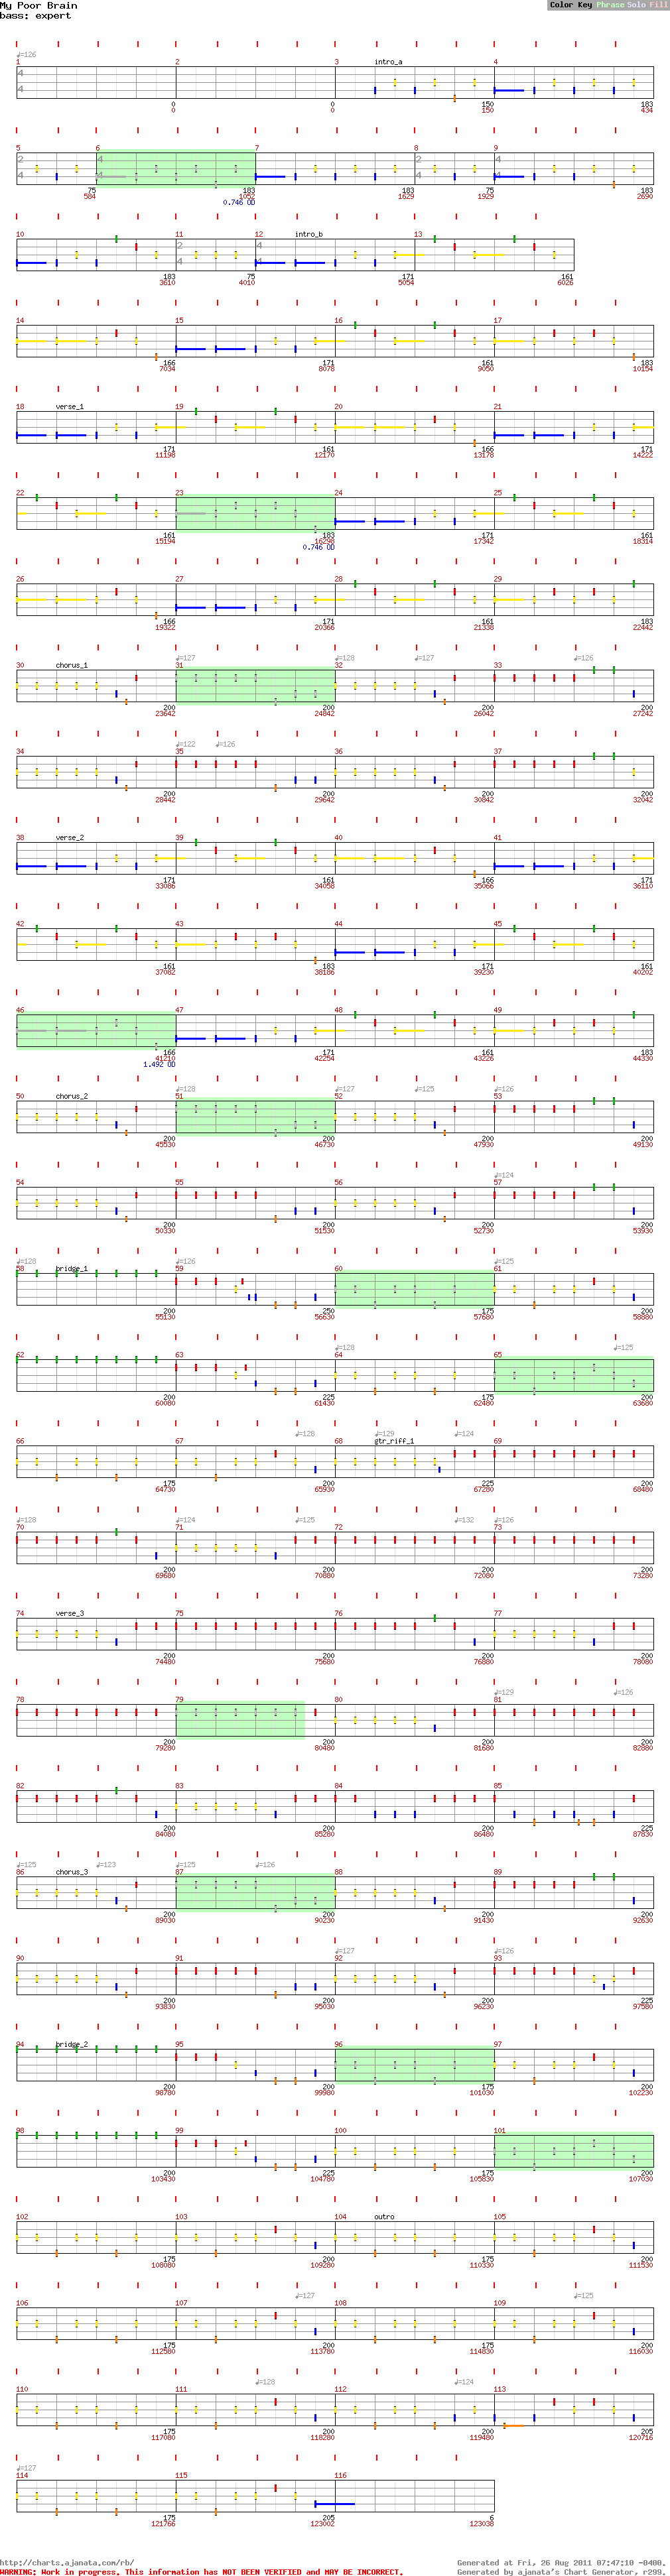 My Poor Brain
bass: expert
Color Key Phrase Solo Fill
♩=126
1 2 3 intro_a 4
4
4
0 0 150 183
0 0 150 434
5 6 7 8 9
2 4 2 4
4 4 4 4
75 183 183 75 183
584 1052 1629 1929 2690
0.746 OD
10 11 12 intro_b 13
2 4
4 4
183 75 171 161
3610 4010 5054 6026
14 15 16 17
166 171 161 183
7034 8078 9050 10154
18 verse_1 19 20 21
171 161 166 171
11198 12170 13178 14222
22 23 24 25
161 183 171 161
15194 16298 17342 18314
0.746 OD
26 27 28 29
166 171 161 183
19322 20366 21338 22442
♩=127 ♩=128 ♩=127 ♩=126
30 chorus_1 31 32 33
200 200 200 200
23642 24842 26042 27242
♩=122 ♩=126
34 35 36 37
200 200 200 200
28442 29642 30842 32042
38 verse_2 39 40 41
171 161 166 171
33086 34058 35066 36110
42 43 44 45
161 183 171 161
37082 38186 39230 40202
46 47 48 49
166 171 161 183
41210 42254 43226 44330
1.492 OD
♩=128 ♩=127 ♩=125 ♩=126
50 chorus_2 51 52 53
200 200 200 200
45530 46730 47930 49130
♩=124
54 55 56 57
200 200 200 200
50330 51530 52730 53930
♩=128 ♩=126 ♩=125
58 bridge_1 59 60 61
200 250 175 200
55130 56630 57680 58880
♩=128 ♩=125
62 63 64 65
200 225 175 200
60080 61430 62480 63680
♩=128 ♩=129 ♩=124
66 67 68 gtr_riff_1 69
175 200 225 200
64730 65930 67280 68480
♩=128 ♩=124 ♩=125 ♩=132 ♩=126
70 71 72 73
200 200 200 200
69680 70880 72080 73280
74 verse_3 75 76 77
200 200 200 200
74480 75680 76880 78080
♩=129 ♩=126
78 79 80 81
200 200 200 200
79280 80480 81680 82880
82 83 84 85
200 200 200 225
84080 85280 86480 87830
♩=125 ♩=123 ♩=125 ♩=126
86 chorus_3 87 88 89
200 200 200 200
89030 90230 91430 92630
♩=127 ♩=126
90 91 92 93
200 200 200 225
93830 95030 96230 97580
94 bridge_2 95 96 97
200 200 175 200
98780 99980 101030 102230
98 99 100 101
200 225 175 200
103430 104780 105830 107030
102 103 104 outro 105
175 200 175 200
108080 109280 110330 111530
♩=127 ♩=125
106 107 108 109
175 200 175 200
112580 113780 114830 116030
♩=128 ♩=124
110 111 112 113
175 200 200 205
117080 118280 119480 120716
♩=127
114 115 116
175 205 6
121766 123002 123038
http://charts.ajanata.com/rb/
Generated at Fri, 26 Aug 2011 07:47:10 -0400.
WARNING: Work in progress. This information has NOT BEEN VERIFIED and MAY BE INCORRECT.
Generated by ajanata's Chart Generator, r299.